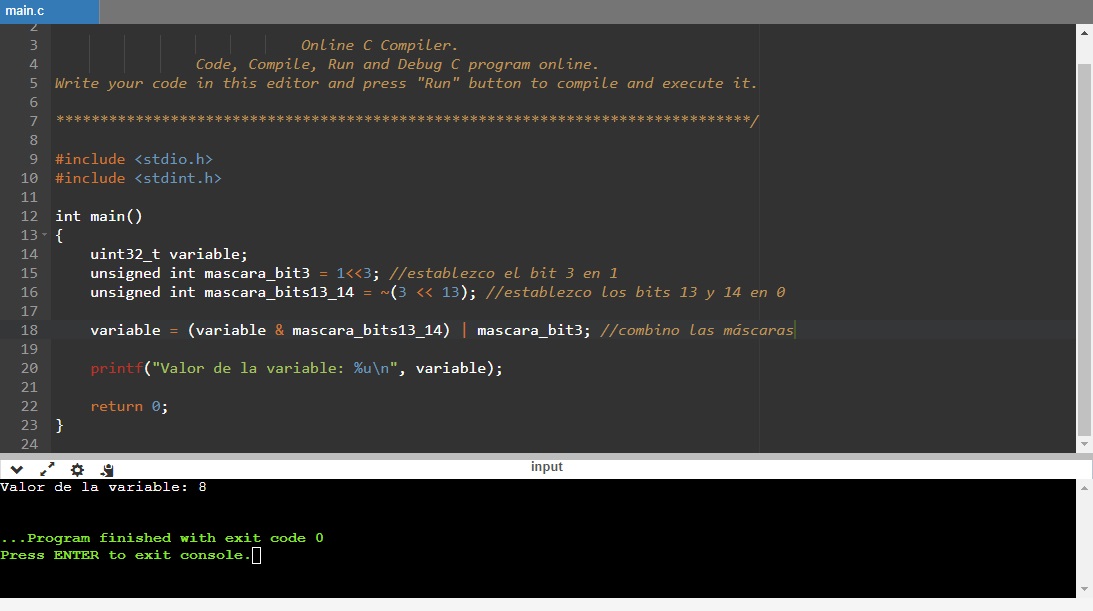 main.c
2
3 Online C Compiler.
4 Code, Compile, Run and Debug C program online.
5 Write your code in this editor and press "Run" button to compile and execute it.
6
7 *******************************************************************************/
8
9 #include <stdio.h>
10 #include <stdint.h>
11
12 int main()
13 {
14 uint32_t variable;
15 unsigned int mascara_bit3 = 1<<3; //establezco el bit 3 en 1
16 unsigned int mascara_bits13_14 = ~(3 << 13); //establezco los bits 13 y 14 en 0
17
18 variable = (variable & mascara_bits13_14) | mascara_bit3; //combino las máscaras
19
20 printf("Valor de la variable: %u\n", variable);
21
22 return 0;
23 }
24
input
Valor de la variable: 8
...Program finished with exit code 0
Press ENTER to exit console.